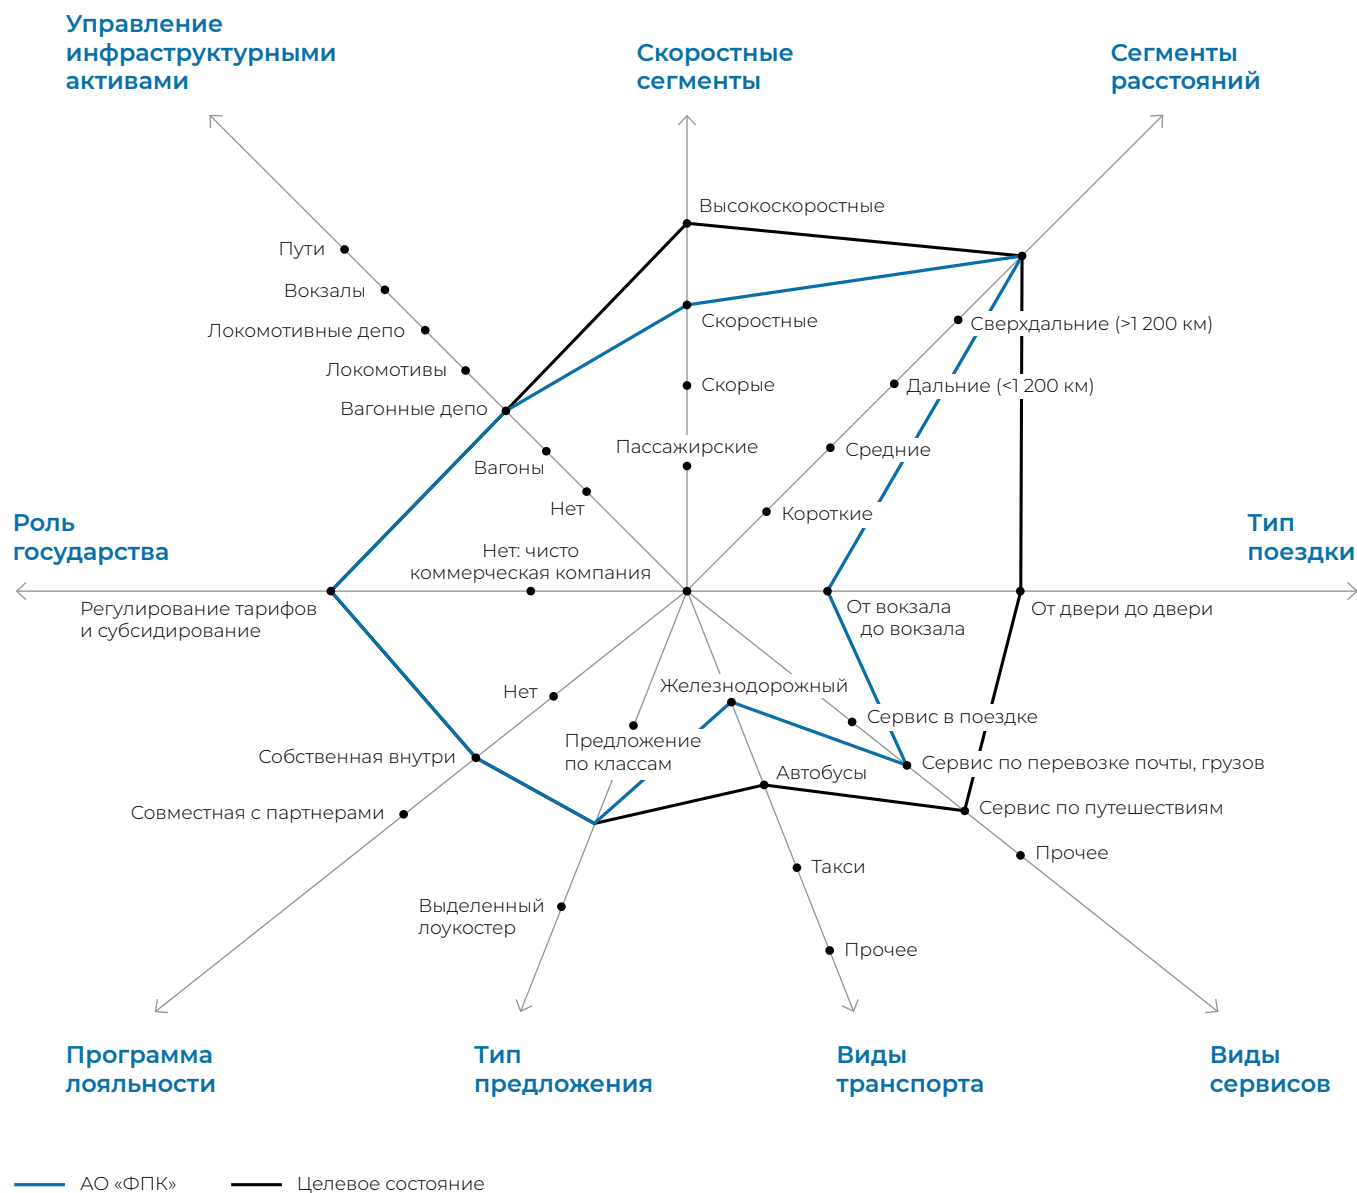 Управление
инфраструктурными
активами
Скоростные
сегменты
Сегменты
расстояний
Высокоскоростные
Пути
Вокзалы
Локомотивные депо
Скоростные
Сверхдальние (>1 200 км)
Локомотивы
Скорые
Дальние (<1 200 км)
Вагонные депо
Пассажирские
Средние
Вагоны
Нет
Короткие
Роль
государства
Тип
поездки
Нет: чисто
коммерческая компания
Регулирование тарифов
и субсидирование
От вокзала
до вокзала
От двери до двери
Нет
Железнодорожный
Сервис в поездке
Предложение
по классам
Собственная внутри
Сервис по перевозке почты, грузов
Автобусы
Совместная с партнерами
Сервис по путешествиям
Прочее
Такси
Выделенный
лоукостер
Прочее
Программа
лояльности
Тип
предложения
Виды
транспорта
Виды
сервисов
АО «ФПК»
Целевое состояние